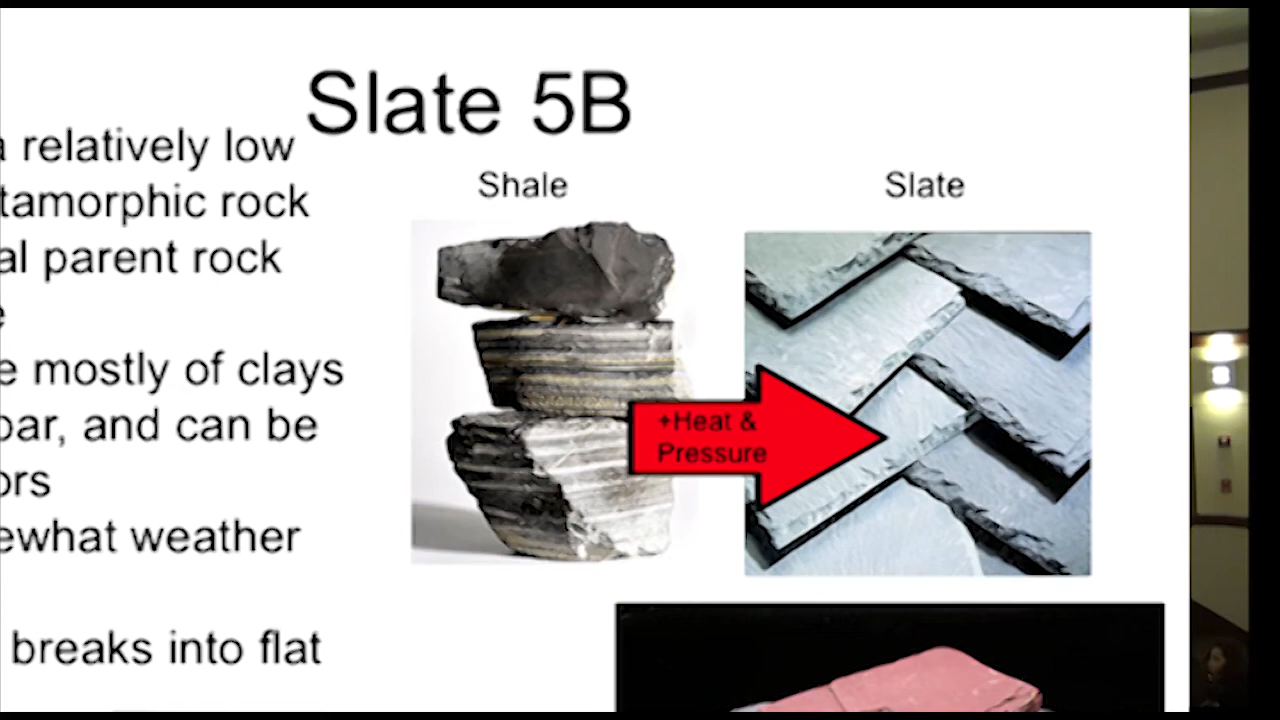 Slate 5B
relatively low
tamorphic rock
al parent rock
e mostly of clays
oar, and can be
ors
ewhat weather
breaks into flat
Shale
Slate
+Heat &
Pressure